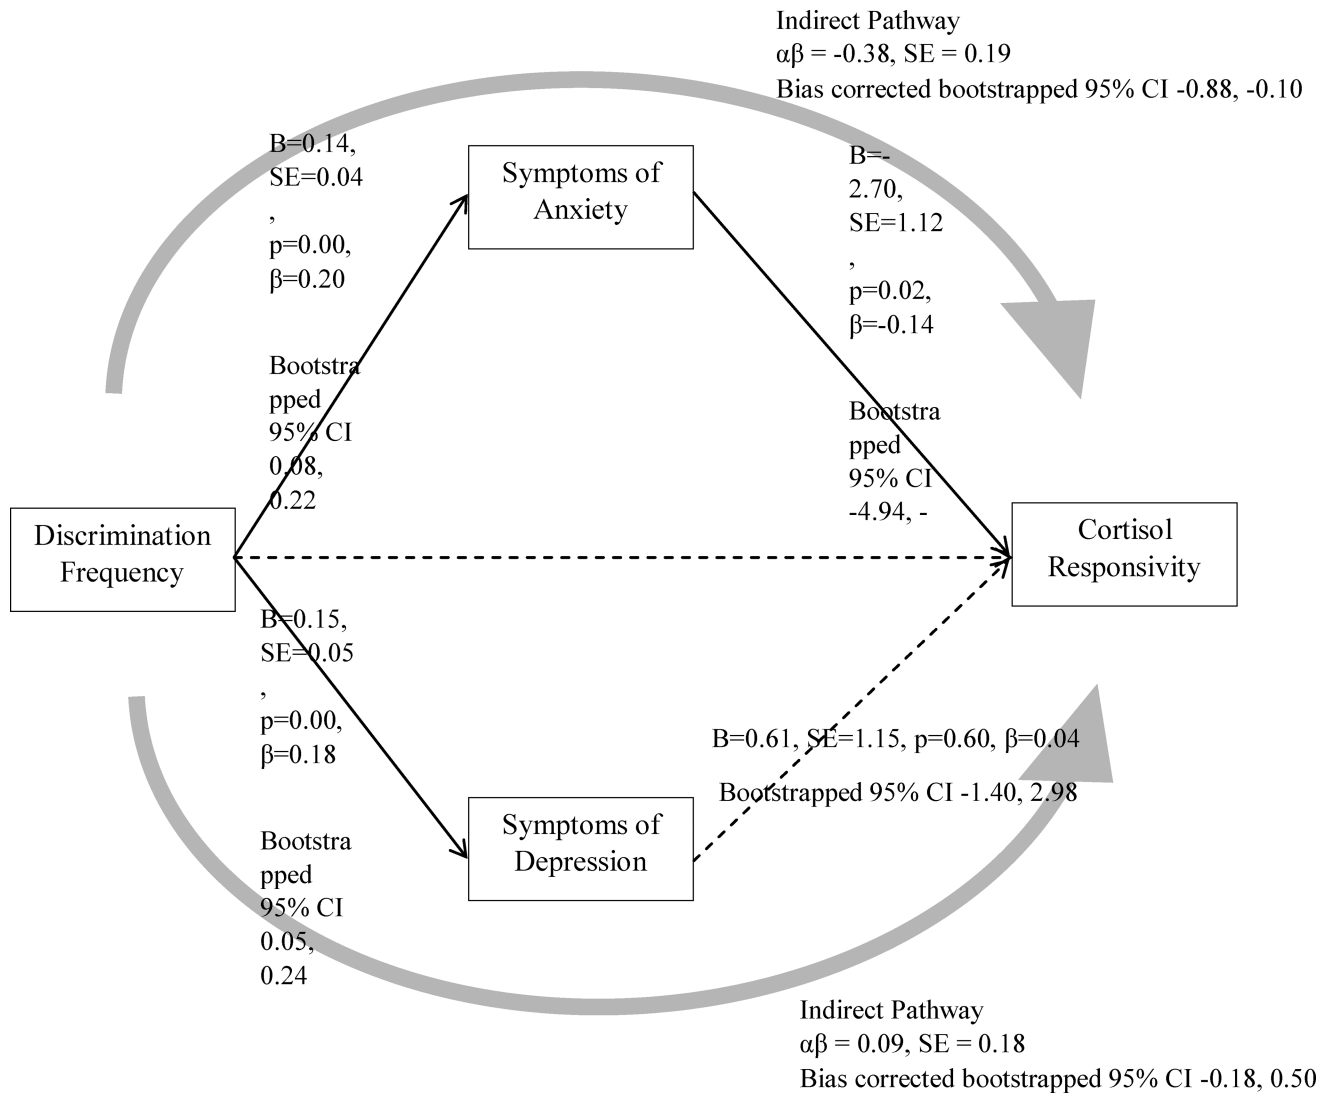 Indirect Pathway
αβ = -0.38, SE = 0.19
Bias corrected bootstrapped 95% CI -0.88, -0.10
B=0.14,
SE=0.04
,
p=0.00,
β=0.20
Bootstra
pped
95% CI
0.08,
0.22
Symptoms of
Anxiety
B=-
2.70,
SE=1.12
,
p=0.02,
β=-0.14
Bootstra
pped
95% CI
-4.94, -
Discrimination
Frequency
Cortisol
Responsivity
B=0.15,
SE=0.05
,
p=0.00,
β=0.18
Bootstra
pped
95% CI
0.05,
0.24
Symptoms of
Depression
B=0.61, SE=1.15, p=0.60, β=0.04
Bootstrapped 95% CI -1.40, 2.98
Indirect Pathway
αβ = 0.09, SE = 0.18
Bias corrected bootstrapped 95% CI -0.18, 0.50